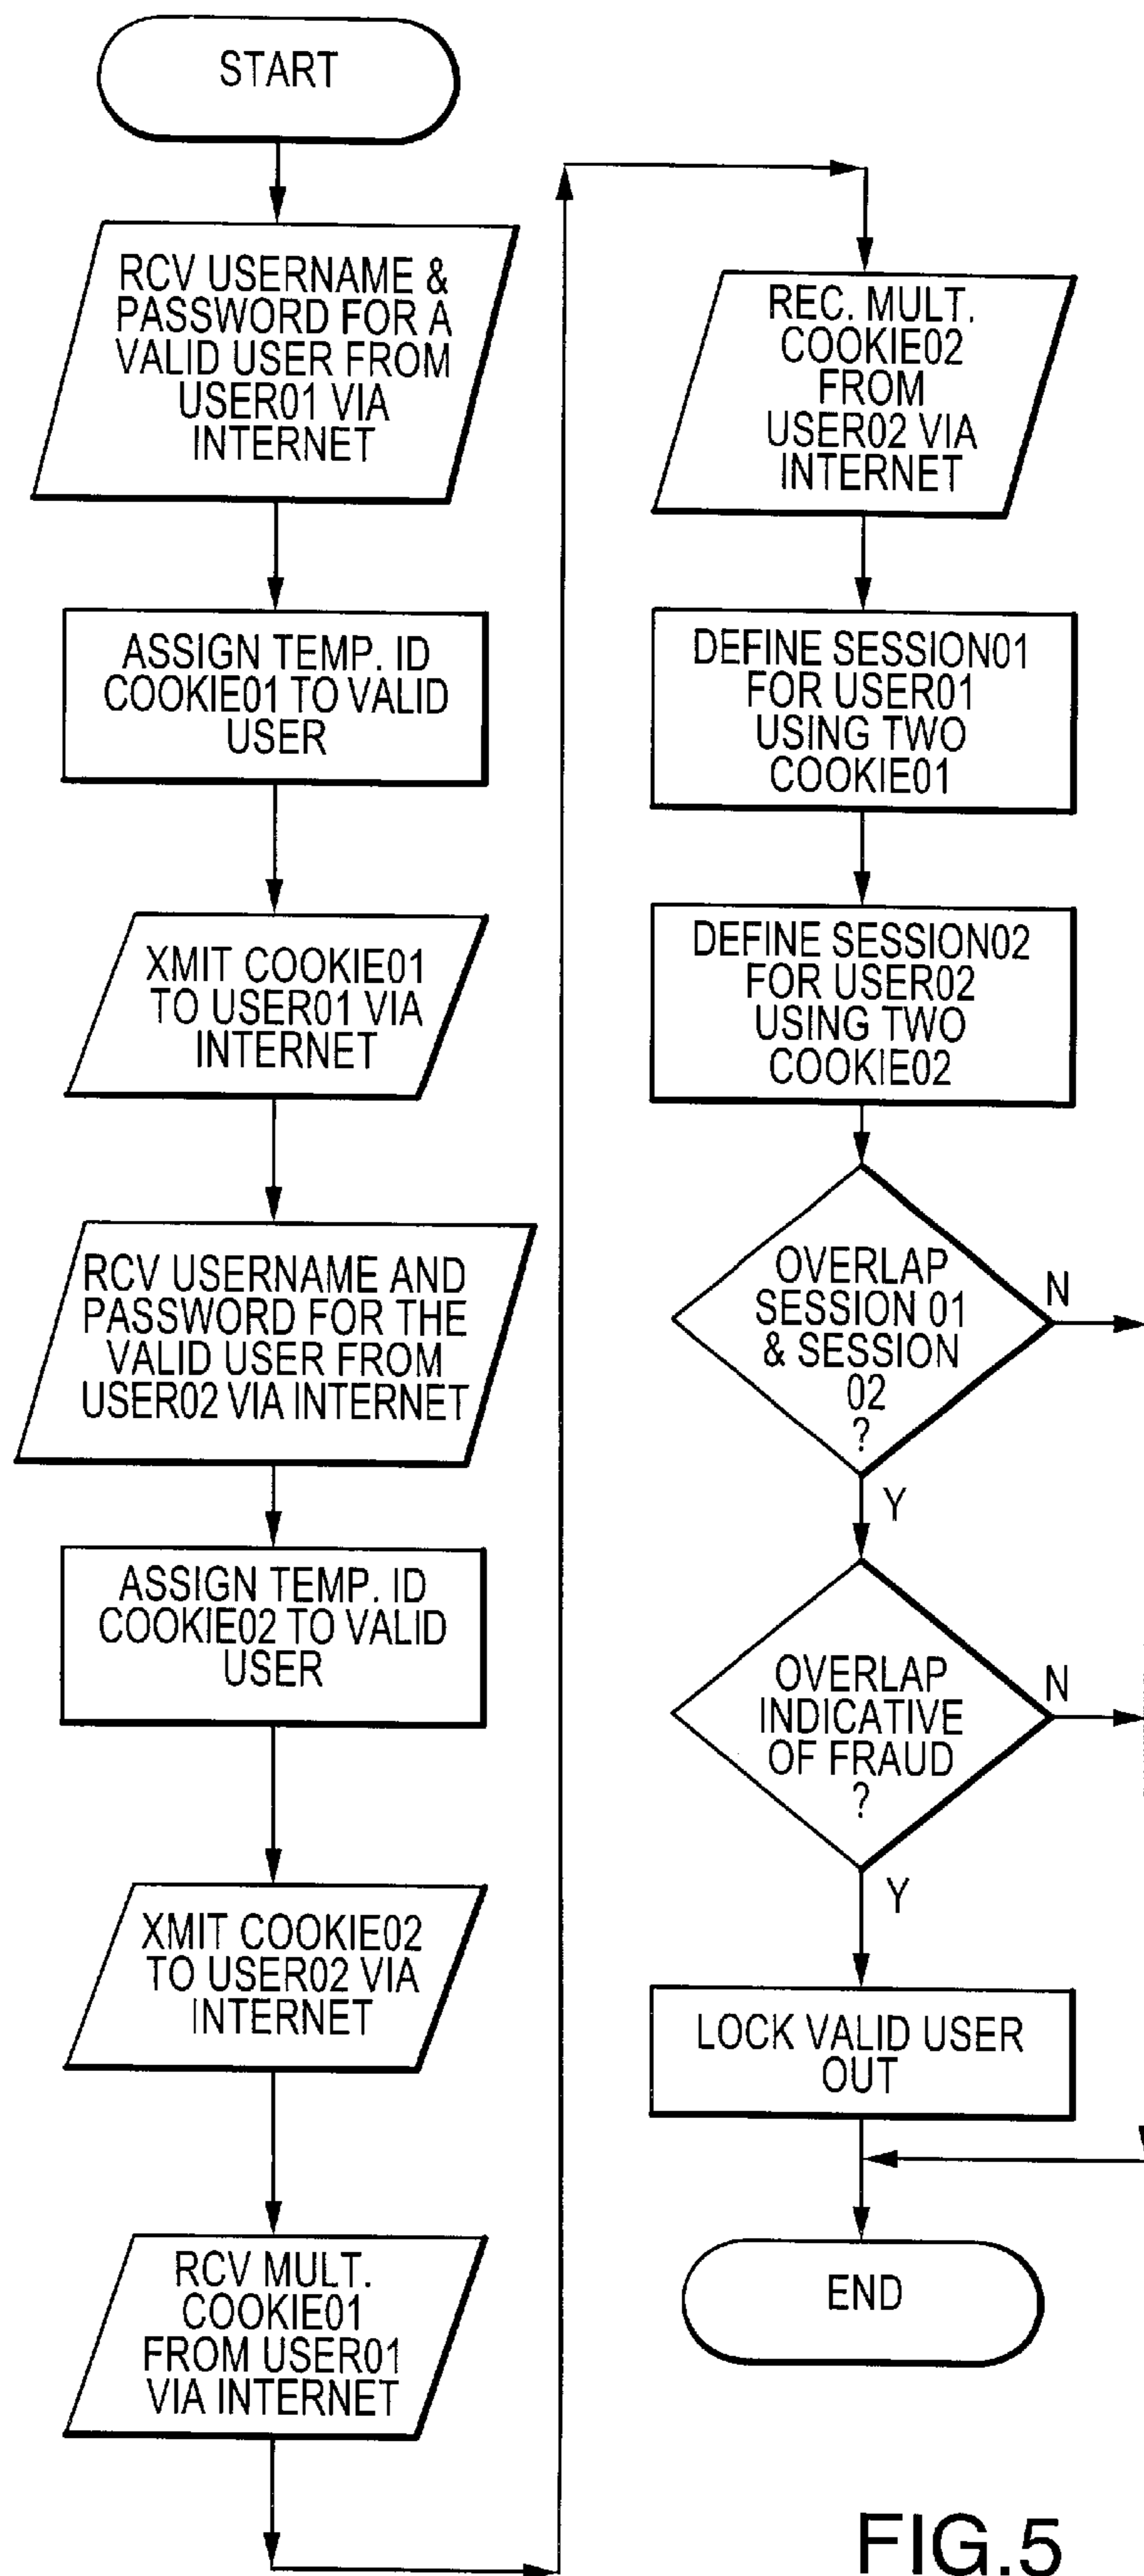 START
RCV USERNAME &
PASSWORD FOR A
VALID USER FROM
USER01 VIA
INTERNET
ASSIGN TEMP. ID
COOKIE01 TO VALID
USER
XMIT COOKIE01
TO USER01 VIA
INTERNET
RCV USERNAME AND
PASSWORD FOR THE
VALID USER FROM
USER02 VIA INTERNET
ASSIGN TEMP. ID
COOKIE02 TO VALID
USER
XMIT COOKIE02
TO USER02 VIA
INTERNET
RCV MULT.
COOKIE01
FROM USER01
VIA INTERNET
REC. MULT.
COOKIE02
FROM
USER02 VIA
INTERNET
DEFINE SESSION01
FOR USER01
USING TWO
COOKIE01
DEFINE SESSION02
FOR USER02
USING TWO
COOKIE02
OVERLAP
SESSION 01
& SESSION
02
?
N
Y
OVERLAP
INDICATIVE
OF FRAUD
?
N
Y
LOCK VALID USER
OUT
END
FIG.5